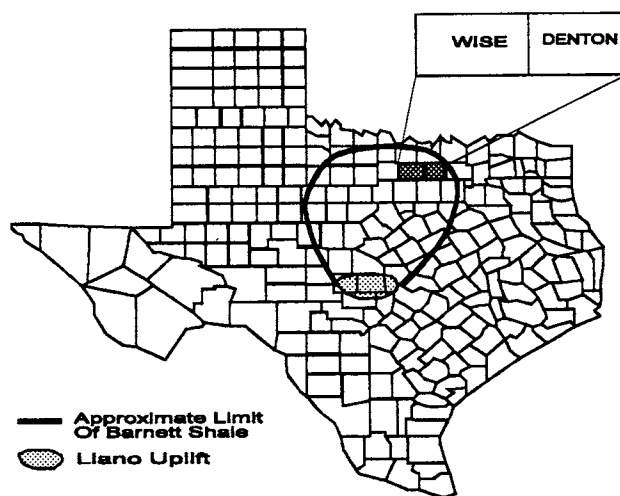 WISE DENTON
Approximate Limit
Of Barnett Shale
Llano Uplift